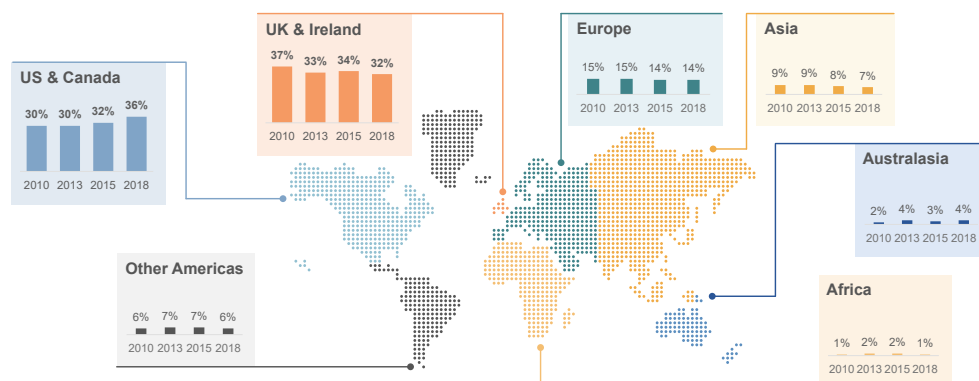 UK & Ireland
37% 33% 34% 32%
2010 2013 2015 2018
Europe
15% 15% 14% 14%
2010 2013 2015 2018
Asia
9% 9% 8% 7%
2010 2013 2015 2018
US & Canada
30% 30% 32% 36%
2010 2013 2015 2018
Australasia
2% 4% 3% 4%
2010 2013 2015 2018
Other Americas
6% 7% 7% 6%
2010 2013 2015 2018
Africa
1% 2% 2% 1%
2010 2013 2015 2018